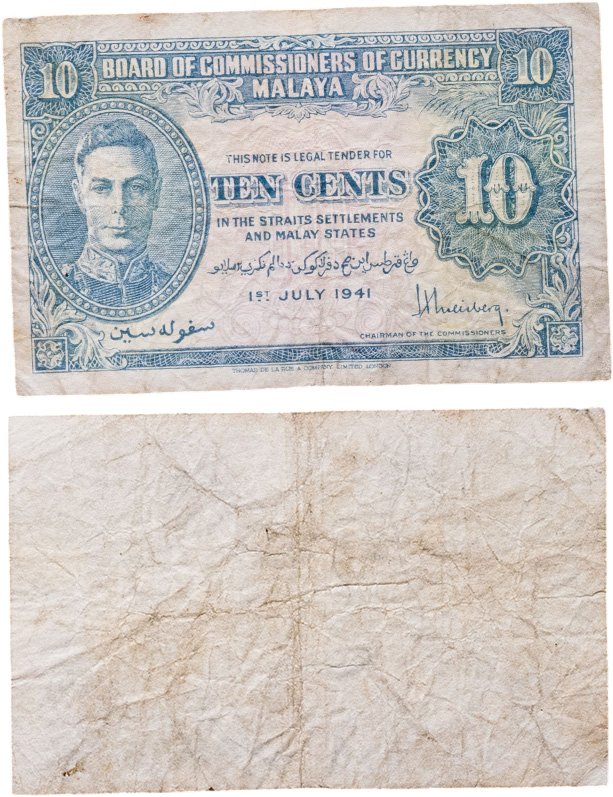 10
10
BOARD OF COMMISSIONERS OF CURRENCY
MALAYA
THIS NOTE IS LEGAL TENDER FOR
TEN CENTS
10
IN THE STRAITS SETTLEMENTS
AND MALAY STATES
1ST JULY 1941
سفوله سين
CHAIRMAN OF THE COMMISSIONERS
THOMAS DE LA RUE & COMPANY, LIMITED, LONDON